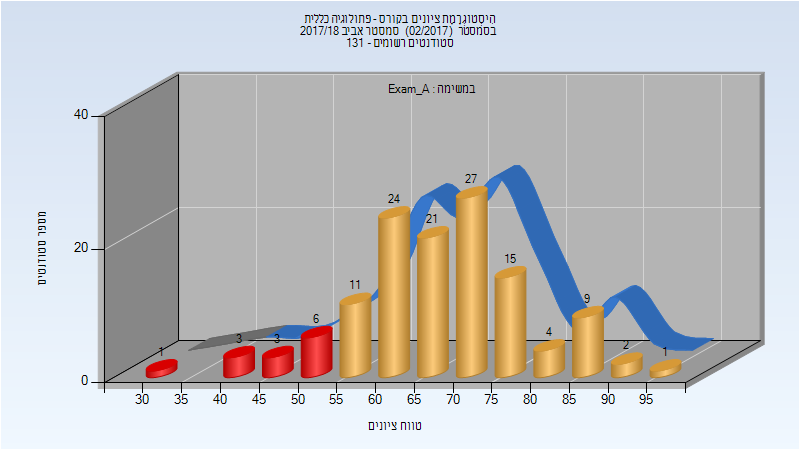 היסטוגרמת ציונים בקורס - פתולוגיה כללית
בסמסטר (02/2017) סמסטר אביב 2017/18
סטודנטים רשומים - 131
במשימה : Exam_A
מספר סטודנטים
40
20
0
1
3
3
6
11
24
21
27
15
4
9
2
1
30 35 40 45 50 55 60 65 70 75 80 85 90 95
טווח ציונים